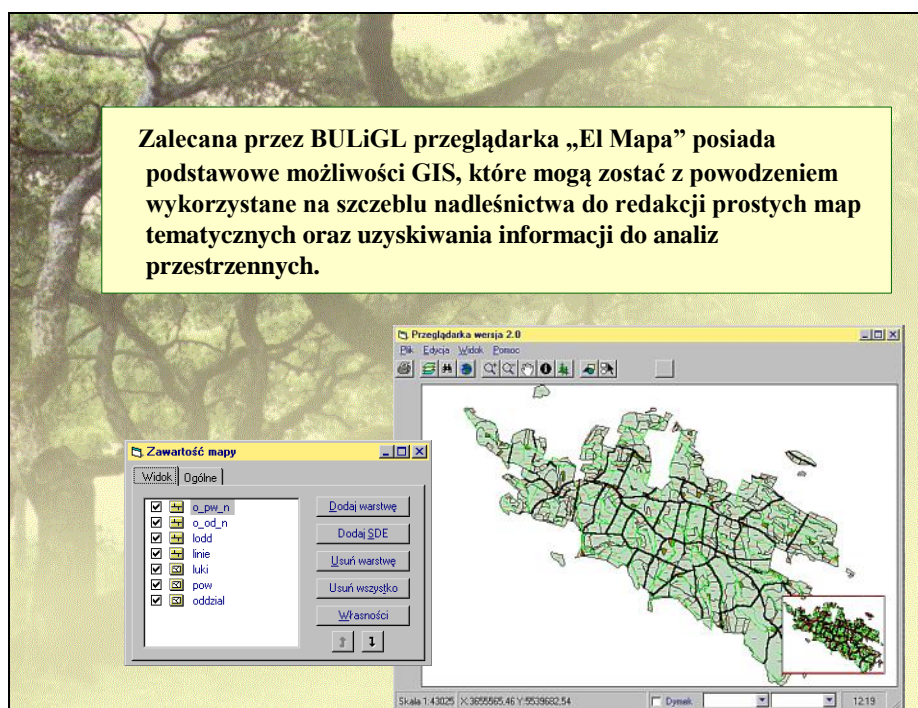 Zalecana przez BULiGL przeglądarka „El Mapa” posiada
podstawowe możliwości GIS, które mogą zostać z powodzeniem
wykorzystane na szczeblu nadleśnictwa do redakcji prostych map
tematycznych oraz uzyskiwania informacji do analiz
przestrzennych.
Przeglądarka wersja 2.0
Plik Edycja Widok Pomoc
Zawartość mapy
Widok Ogólne
o_pw_n
o_od_n
lodd
linie
luki
pow
oddzial
Dodaj warstwę
Dodaj SDE
Usuń warstwę
Usuń wszystko
Własności
Skala 1:43025 X:3655565,46 Y:5539682,54 Dymek 12:19